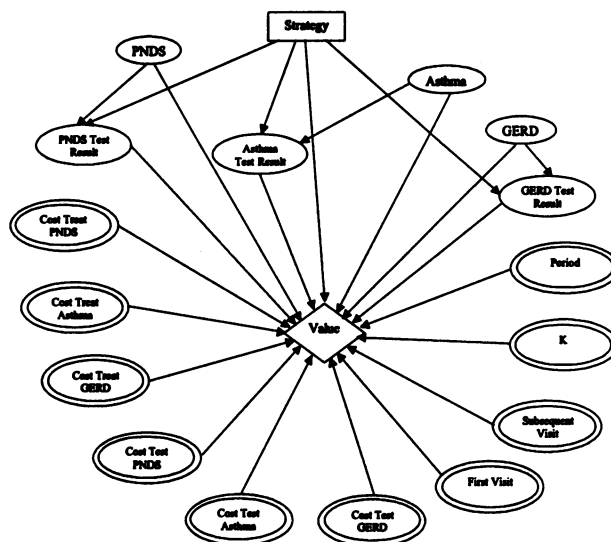 Strategy
PNDS
Asthma
GERD
PNDS Test
Result
Asthma
Test Result
GERD Test
Result
Cost Treat
PNDS
Period
Cost Treat
Asthma
Value
K
Cost Treat
GERD
Subsequent
Visit
Cost Test
PNDS
First Visit
Cost Test
Asthma
Cost Test
GERD